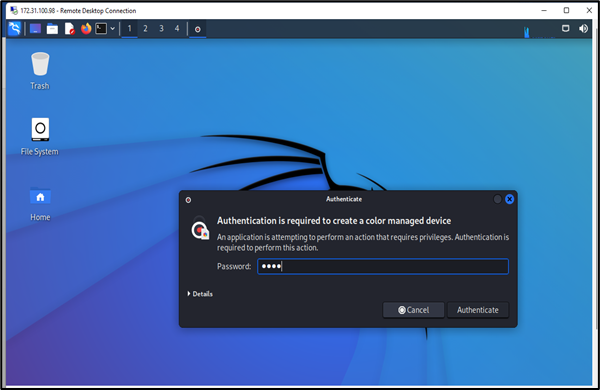 172.31.100.98 - Remote Desktop Connection
1 2 3 4
Trash
File System
Home
Authenticate
Authentication is required to create a color managed device
An application is attempting to perform an action that requires privileges. Authentication is
required to perform this action.
Password: ••••
Details
Cancel Authenticate